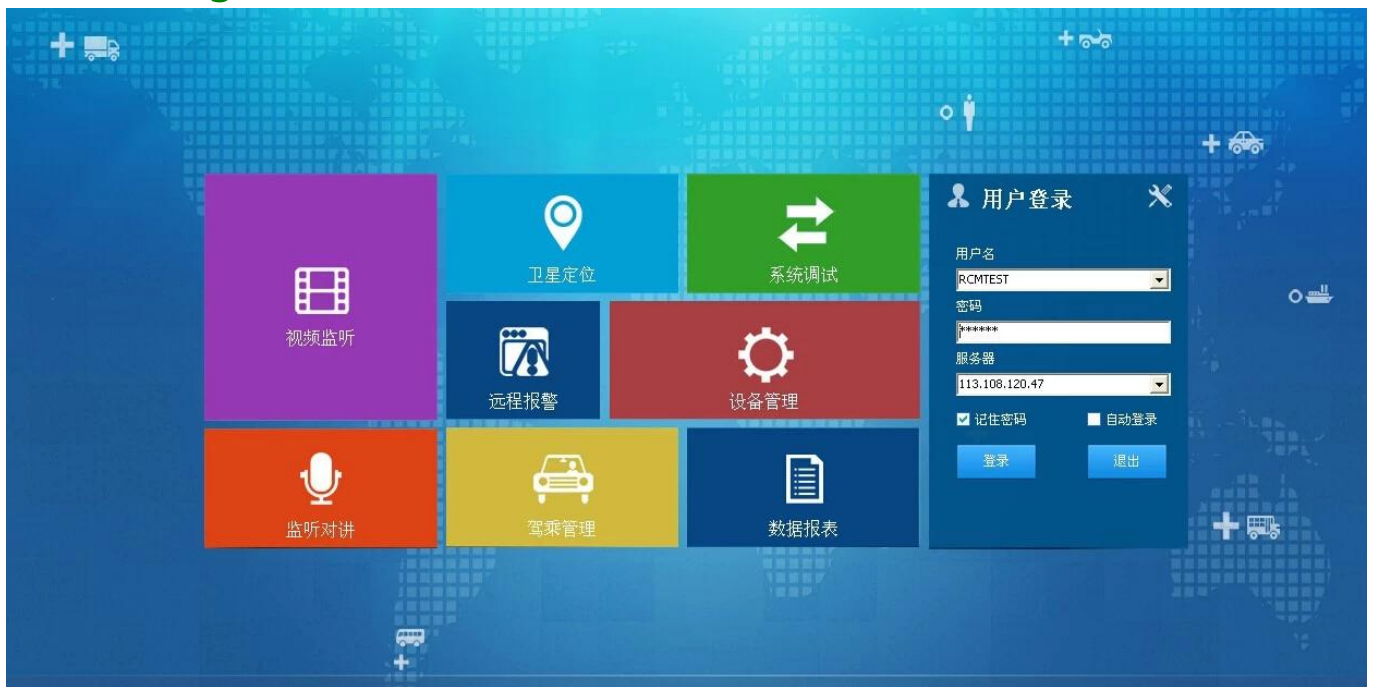 卫星定位
系统调试
视频监听
远程报警
设备管理
监听对讲
驾乘管理
数据报表
用户登录
用户名
RCMTEST
密码
******
服务器
113.108.120.47
记住密码
自动登录
登录
退出